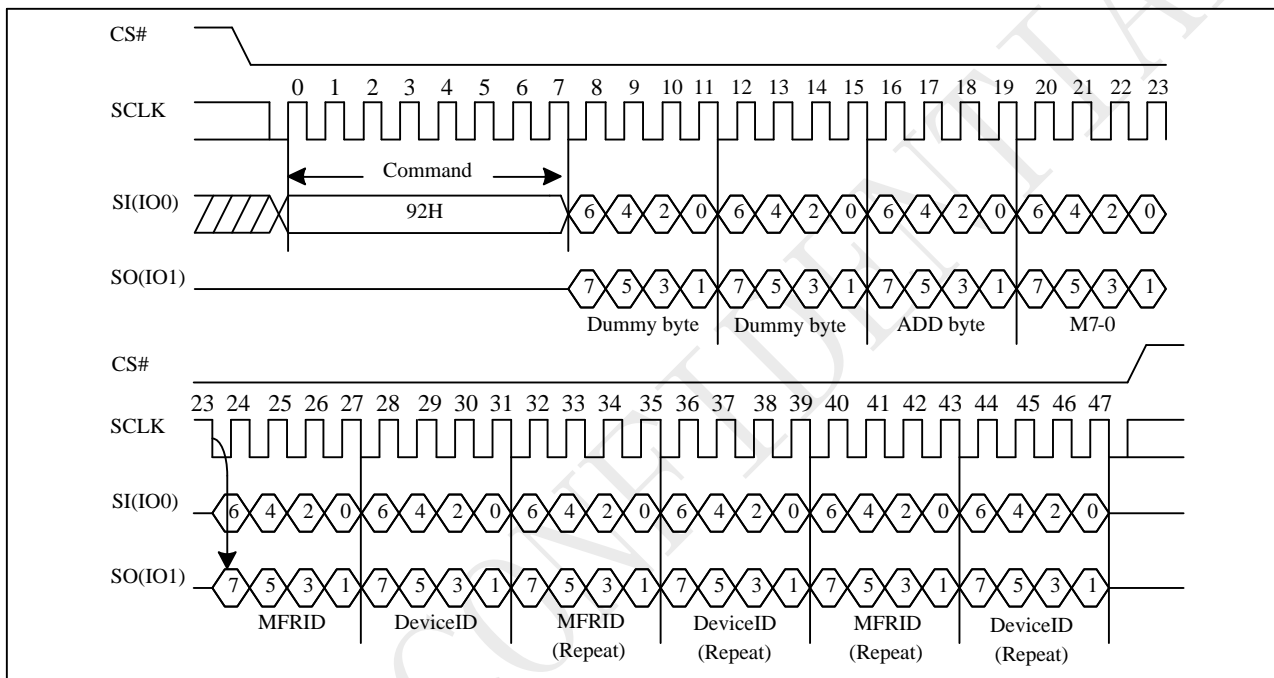 CS#
0 1 2 3 4 5 6 7 8 9 10 11 12 13 14 15 16 17 18 19 20 21 22 23
SCLK
Command
SI(IO0)
92H
6 4 2 0 6 4 2 0 6 4 2 0 6 4 2 0
SO(IO1)
7 5 3 1 7 5 3 1 7 5 3 1 7 5 3 1
Dummy byte Dummy byte ADD byte M7-0
CS#
23 24 25 26 27 28 29 30 31 32 33 34 35 36 37 38 39 40 41 42 43 44 45 46 47
SCLK
SI(IO0)
6 4 2 0 6 4 2 0 6 4 2 0 6 4 2 0 6 4 2 0 6 4 2 0
SO(IO1)
7 5 3 1 7 5 3 1 7 5 3 1 7 5 3 1 7 5 3 1 7 5 3 1
MFRID DeviceID MFRID DeviceID MFRID DeviceID
(Repeat) (Repeat) (Repeat) (Repeat)
CONFIDENTIA